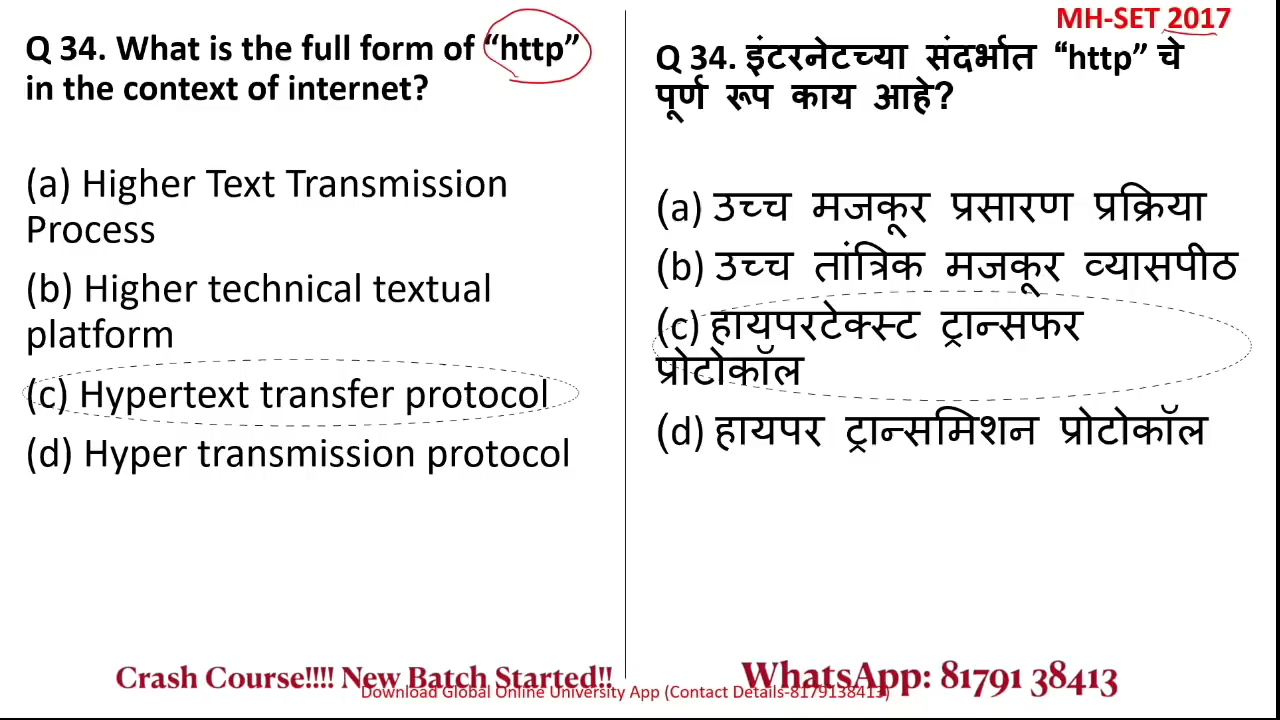 MH-SET 2017
Q 34. What is the full form of “http”
in the context of internet?
(a) Higher Text Transmission
Process
(b) Higher technical textual
platform
(c) Hypertext transfer protocol
(d) Hyper transmission protocol
Q 34. इंटरनेटच्या संदर्भात “http” चे
पूर्ण रूप काय आहे?
(a) उच्च मजकूर प्रसारण प्रक्रिया
(b) उच्च तांत्रिक मजकूर व्यासपीठ
(c) हायपरटेक्स्ट ट्रान्सफर
प्रोटोकॉल
(d) हायपर ट्रान्समिशन प्रोटोकॉल
Crash Course!!!! New Batch Started!!
WhatsApp: 81791 38413
Download Global Online University App (Contact Details-8179138413)